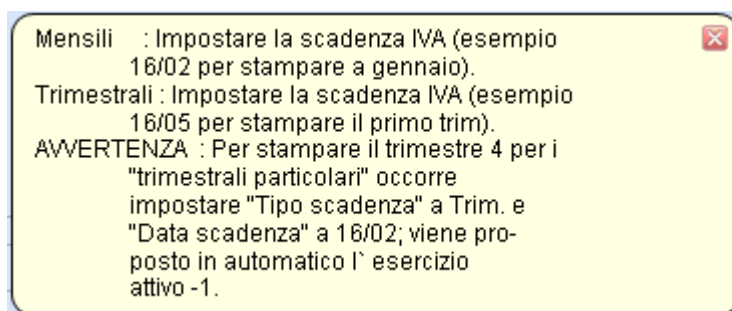 Mensili : Impostare la scadenza IVA (esempio
16/02 per stampare a gennaio).
Trimestrali : Impostare la scadenza IVA (esempio
16/05 per stampare il primo trim).
AVVERTENZA : Per stampare il trimestre 4 per i
"trimestrali particolari" occorre
impostare "Tipo scadenza" a Trim. e
"Data scadenza" a 16/02; viene pro-
posto in automatico l` esercizio
attivo -1.